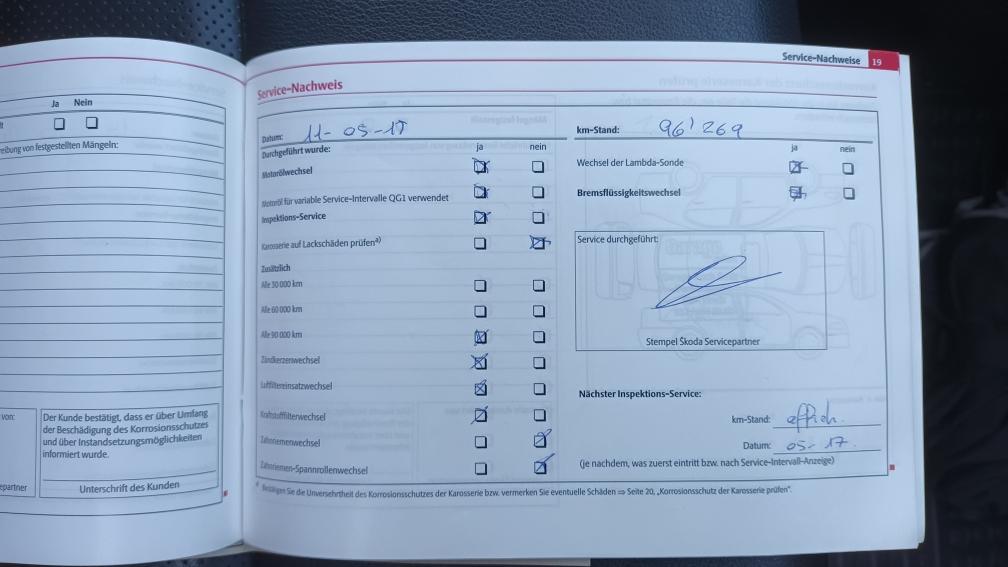 Service-Nachweise 19
Ja Nein
eibung von festgestellten Mängeln:
von:
Der Kunde bestätigt, dass er über Umfang
der Beschädigung des Korrosionsschutzes
und über Instandsetzungsmöglichkeiten
informiert wurde.
epartner
Unterschrift des Kunden
Service-Nachweis
Datum: 11-05-17
Durchgeführt wurde: ja nein
Motorölwechsel
Motoröl für variable Service-Intervalle QG1 verwendet
Inspektions-Service
Karosserie auf Lackschäden prüfen a)
Zusätzlich
Alle 30 000 km
Alle 60 000 km
Alle 90 000 km
Zündkerzenwechsel
Luftfiltereinsatzwechsel
Kraftstofffilterwechsel
Zahnriemenwechsel
Zahnriemen-Spannrollenwechsel
km-Stand: 96'269
ja nein
Wechsel der Lambda-Sonde
Bremsflüssigkeitswechsel
Service durchgeführt:
Stempel Škoda Servicepartner
Nächster Inspektions-Service:
km-Stand:
Datum: 05-17
(je nachdem, was zuerst eintritt bzw. nach Service-Intervall-Anzeige)
a) Bestätigen Sie die Unversehrtheit des Korrosionsschutzes der Karosserie bzw. vermerken Sie eventuelle Schäden ⇒ Seite 20, „Korrosionsschutz der Karosserie prüfen".